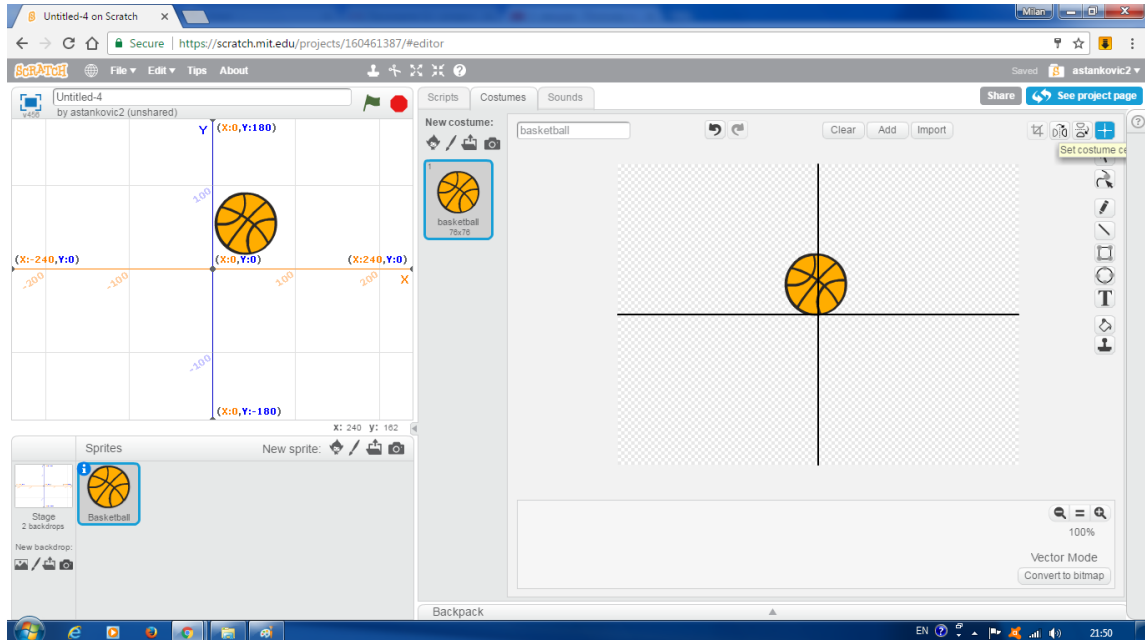 Untitled-4 on Scratch
Milan
Secure | https://scratch.mit.edu/projects/160461387/#editor
SCRATCH File Edit Tips About Saved astankovic2
Untitled-4
v456 by astankovic2 (unshared)
Scripts Costumes Sounds
Share See project page
New costume:
basketball
Clear Add Import
Set costume ce
1
basketball
76x76
Y (X:0,Y:180)
100
(X:-240,Y:0) (X:0,Y:0) (X:240,Y:0)
-200 -100 100 200 X
-100
(X:0,Y:-180)
X: 240 y: 162
T
Sprites New sprite:
Stage
2 backdrops
Basketball
New backdrop:
100%
Vector Mode
Convert to bitmap
Backpack
EN 21:50